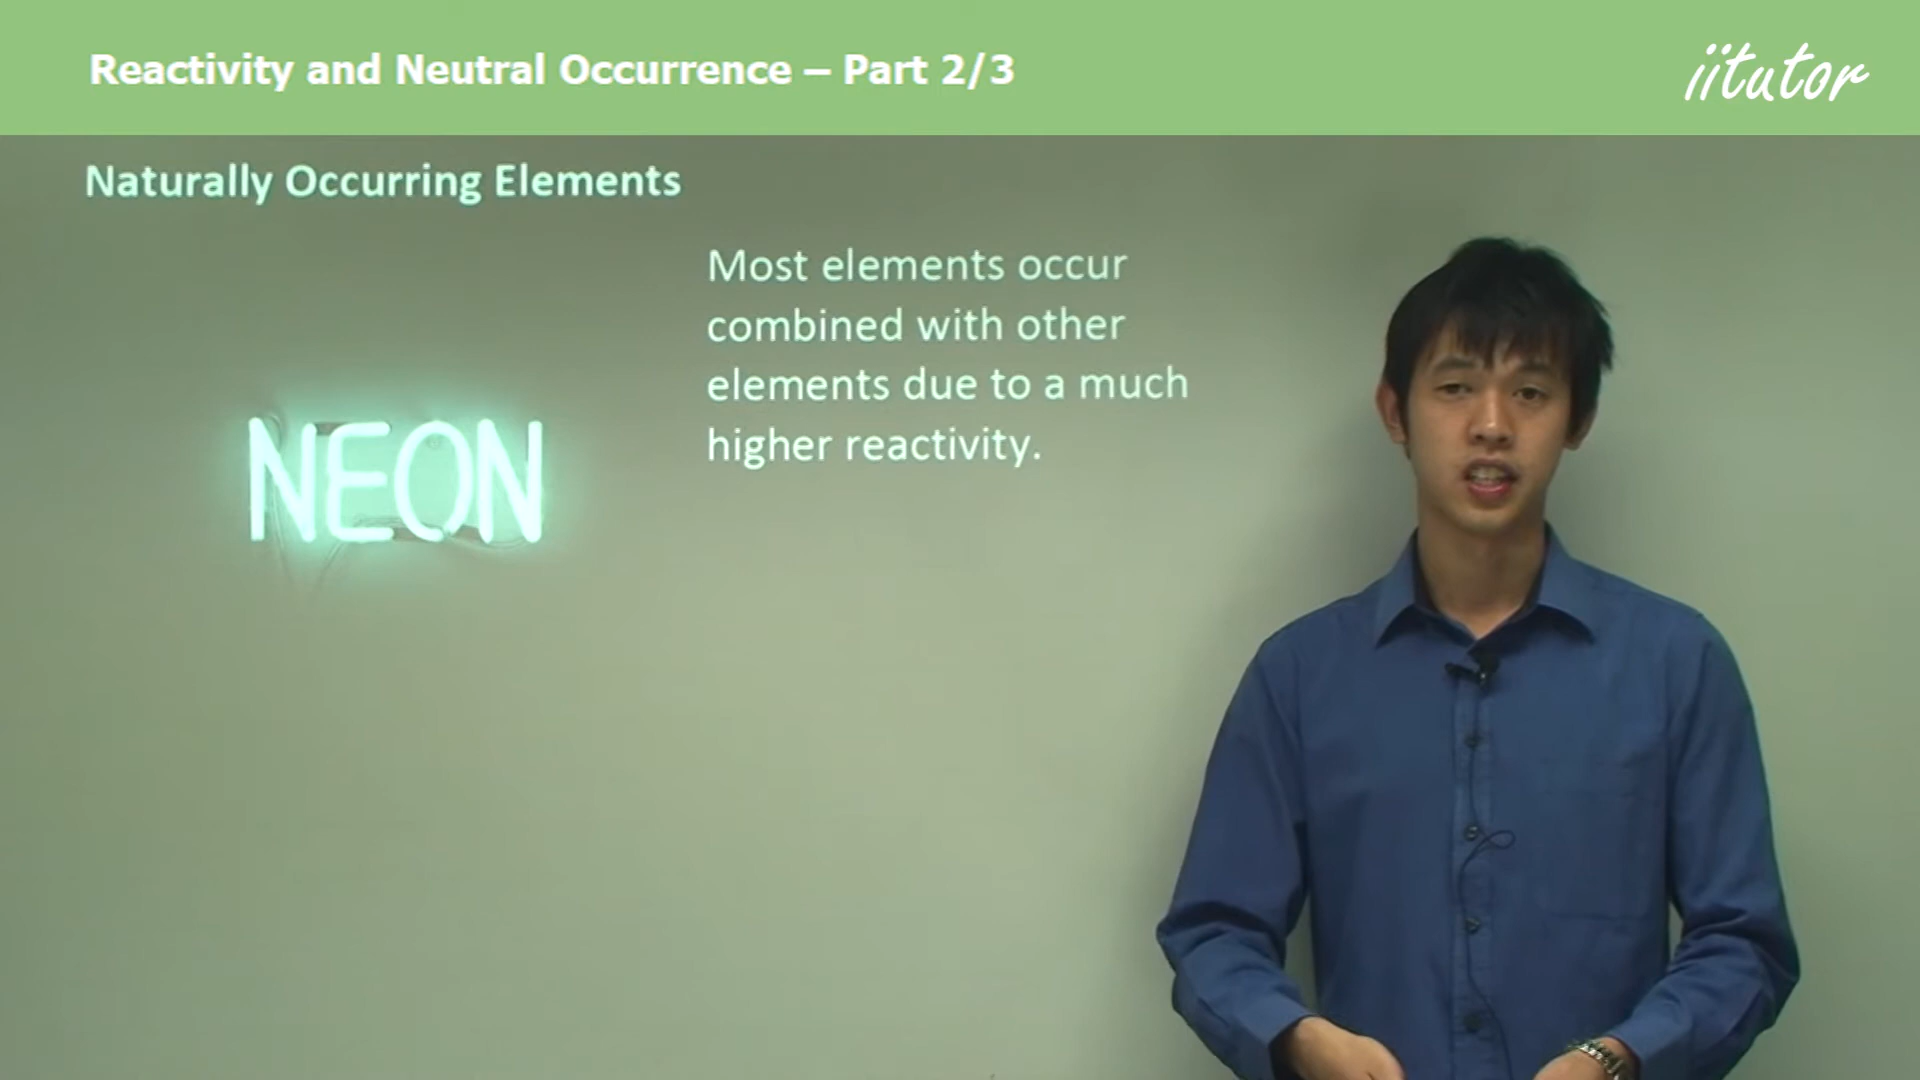 Reactivity and Neutral Occurrence – Part 2/3
iitutor
Naturally Occurring Elements
Most elements occur
combined with other
elements due to a much
higher reactivity.
NEON